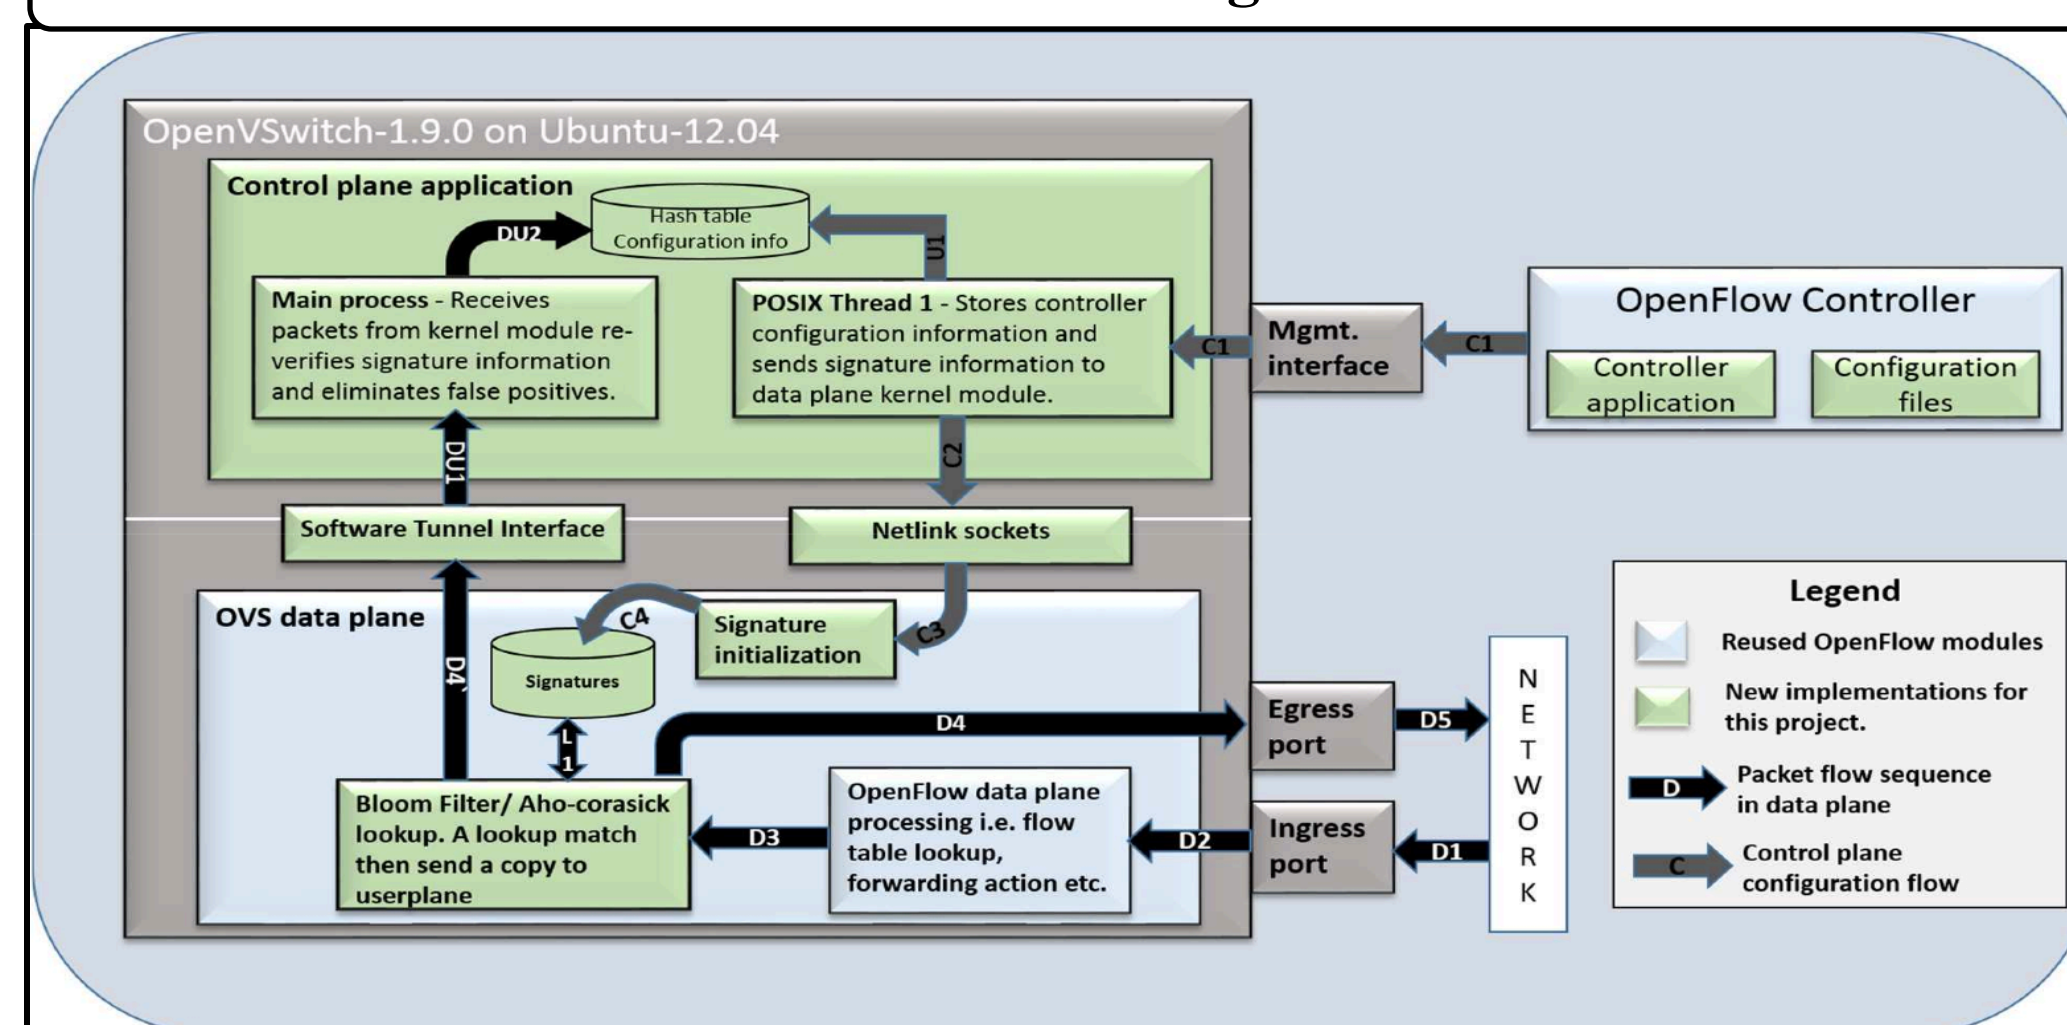 OpenVSwitch-1.9.0 on Ubuntu-12.04
Control plane application
Hash table
Configuration info
DU2
U1
Main process - Receives
packets from kernel module re-
verifies signature information
and eliminates false positives.
POSIX Thread 1 - Stores controller
configuration information and
sends signature information to
data plane kernel module.
C1
Mgmt.
interface
C1
OpenFlow Controller
Controller
application
Configuration
files
DU1
C2
Software Tunnel Interface
Netlink sockets
OVS data plane
D4`
C4
Signature
initialization
C3
Signatures
L
1
D4
Egress
port
D5
Bloom Filter/ Aho-corasick
lookup. A lookup match
then send a copy to
userplane
D3
OpenFlow data plane
processing i.e. flow
table lookup,
forwarding action etc.
D2
Ingress
port
D1
N
E
T
W
O
R
K
Legend
Reused OpenFlow modules
New implementations for
this project.
D
Packet flow sequence
in data plane
C
Control plane
configuration flow